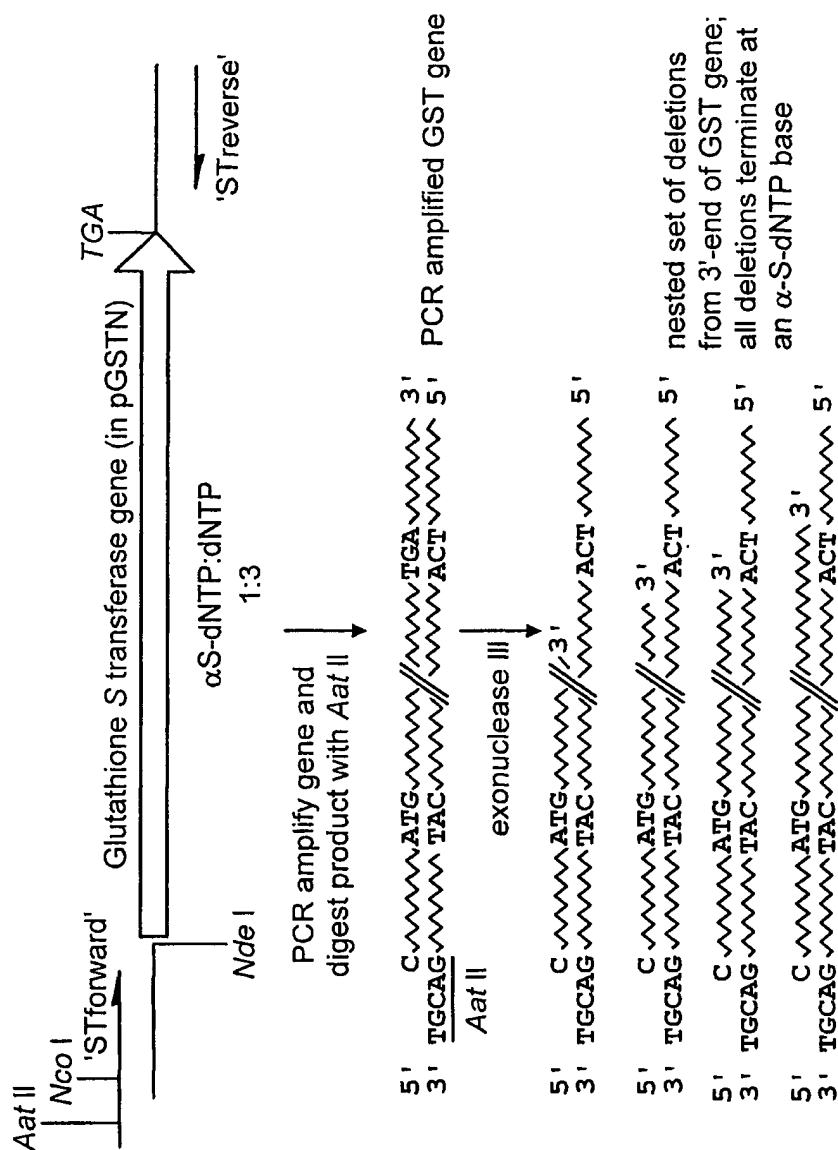 Aat II
Nco I
'STforward'
Nde I
Glutathione S transferase gene (in pGSTN)
TGA
'STreverse'
αS-dNTP:dNTP
1:3
PCR amplify gene and
digest product with Aat II
5' C ATG TGA 3'
3' TGCAG TAC ACT 5'
Aat II
PCR amplified GST gene
exonuclease III
5' C ATG 3'
3' TGCAG TAC ACT 5'
5' C ATG 3'
3' TGCAG TAC ACT 5'
5' C ATG 3'
3' TGCAG TAC ACT 5'
5' C ATG 3'
3' TGCAG TAC ACT 5'
nested set of deletions
from 3'-end of GST gene;
all deletions terminate at
an α-S-dNTP base